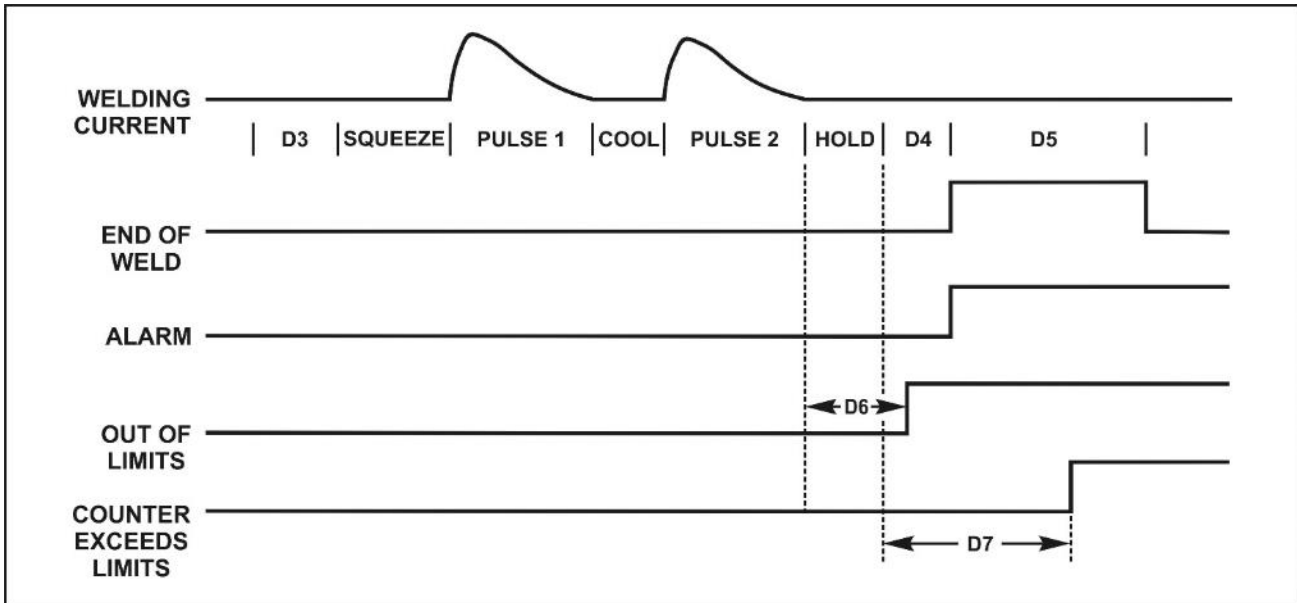 WELDING
CURRENT
D3 SQUEEZE PULSE 1 COOL PULSE 2 HOLD D4 D5
END OF
WELD
ALARM
D6
OUT OF
LIMITS
COUNTER
EXCEEDS
LIMITS
D7